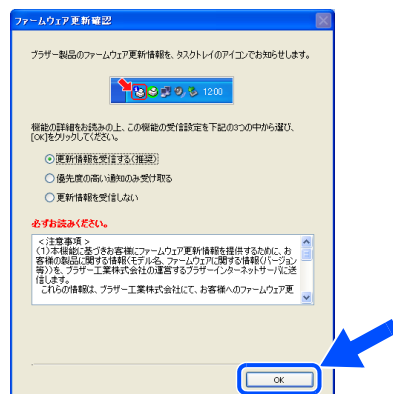 ファームウェア更新確認
ブラザー製品のファームウェア更新情報を、タスクトレイのアイコンでお知らせします。
12:00
機能の詳細をお読みの上、この機能の受信設定を下記の3つの中から選び、
[OK]をクリックしてください。
更新情報を受信する(推奨)
優先度の高い通知のみ受け取る
更新情報を受信しない
必ずお読みください。
<注意事項>
(1)本機能に基づきお客様にファームウェア更新情報を提供するために、お
客様の製品に関する情報(モデル名、ファームウェアに関する情報(バージョン
等))を、ブラザー工業株式会社の運営するブラザーインターネットサーバに送
信します。
これらの情報は、ブラザー工業株式会社にて、お客様へのファームウェア更
OK